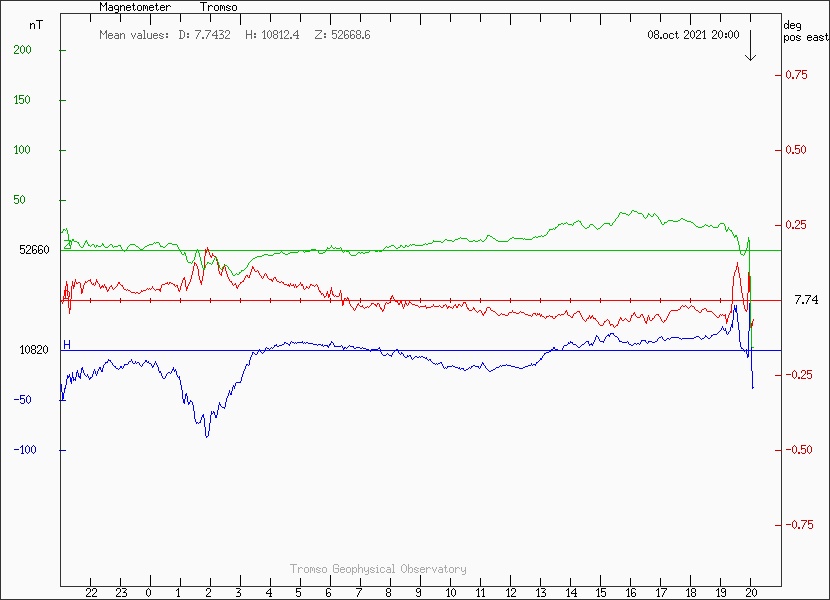 Magnetometer Tromso
nT
deg
pos east
Mean values: D: 7.7432 H: 10812.4 Z: 52668.6
08.oct 2021 20:00
200
0.75
150
100
0.50
50
0.25
Z
52660
D
7.74
H
10820
-0.25
-50
-100
-0.50
-0.75
Tromso Geophysical Observatory
22 23 0 1 2 3 4 5 6 7 8 9 10 11 12 13 14 15 16 17 18 19 20